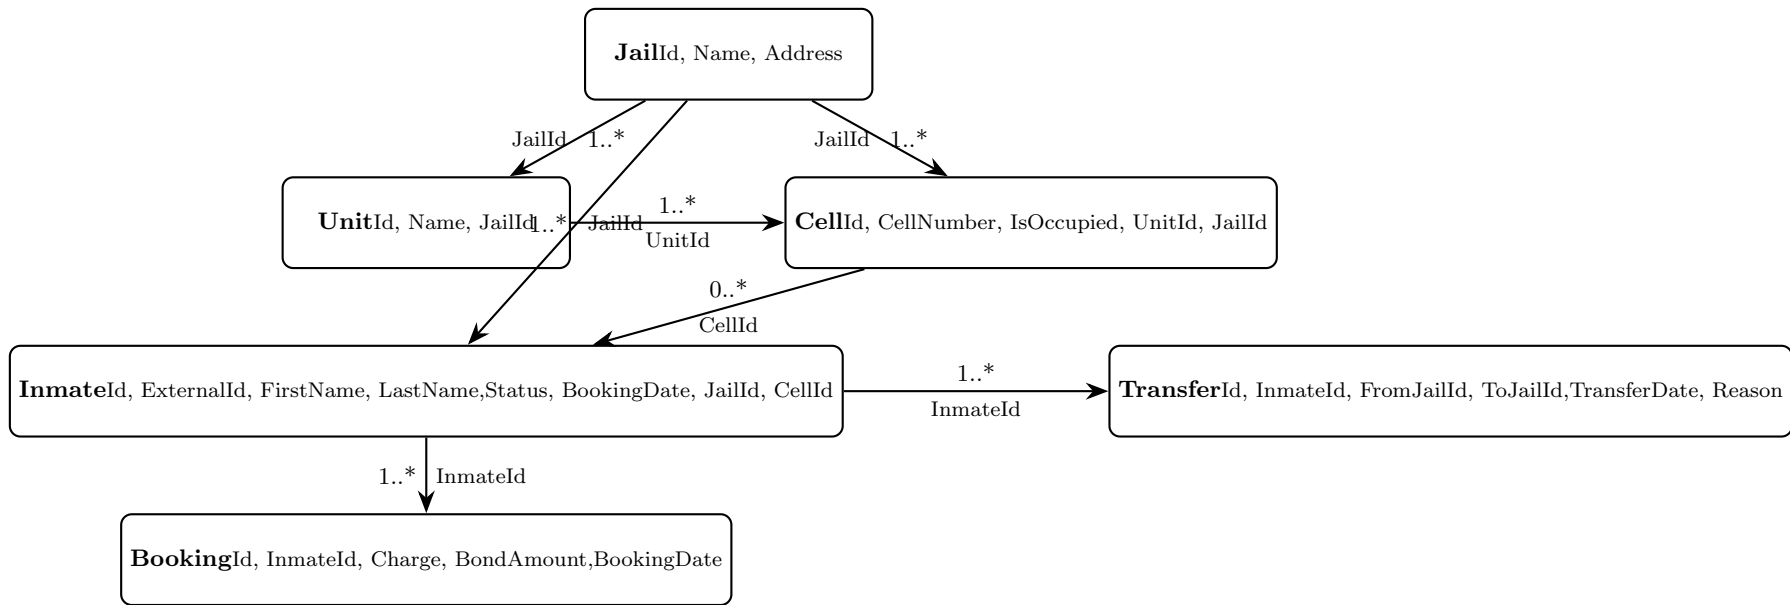 JailId, Name, Address
JailId 1..*
JailId 1..*
UnitId, Name, JailId
1..* JailId
1..*
UnitId
CellId, CellNumber, IsOccupied, UnitId, JailId
0..*
CellId
InmateId, ExternalId, FirstName, LastName,Status, BookingDate, JailId, CellId
1..*
InmateId
TransferId, InmateId, FromJailId, ToJailId,TransferDate, Reason
1..* InmateId
BookingId, InmateId, Charge, BondAmount,BookingDate